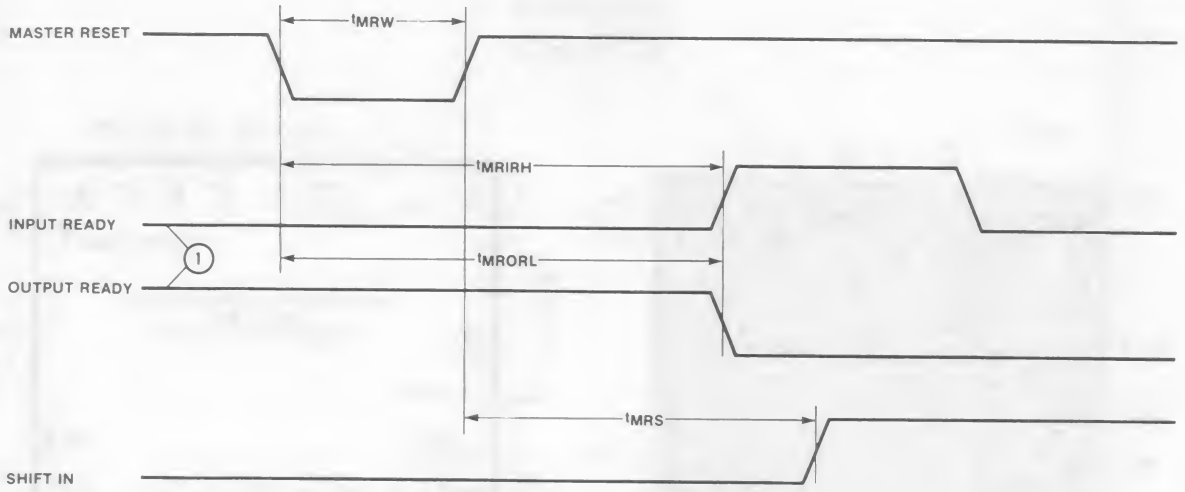 tMRW
MASTER RESET
tMRIRH
INPUT READY
1
tMRORL
OUTPUT READY
tMRS
SHIFT IN